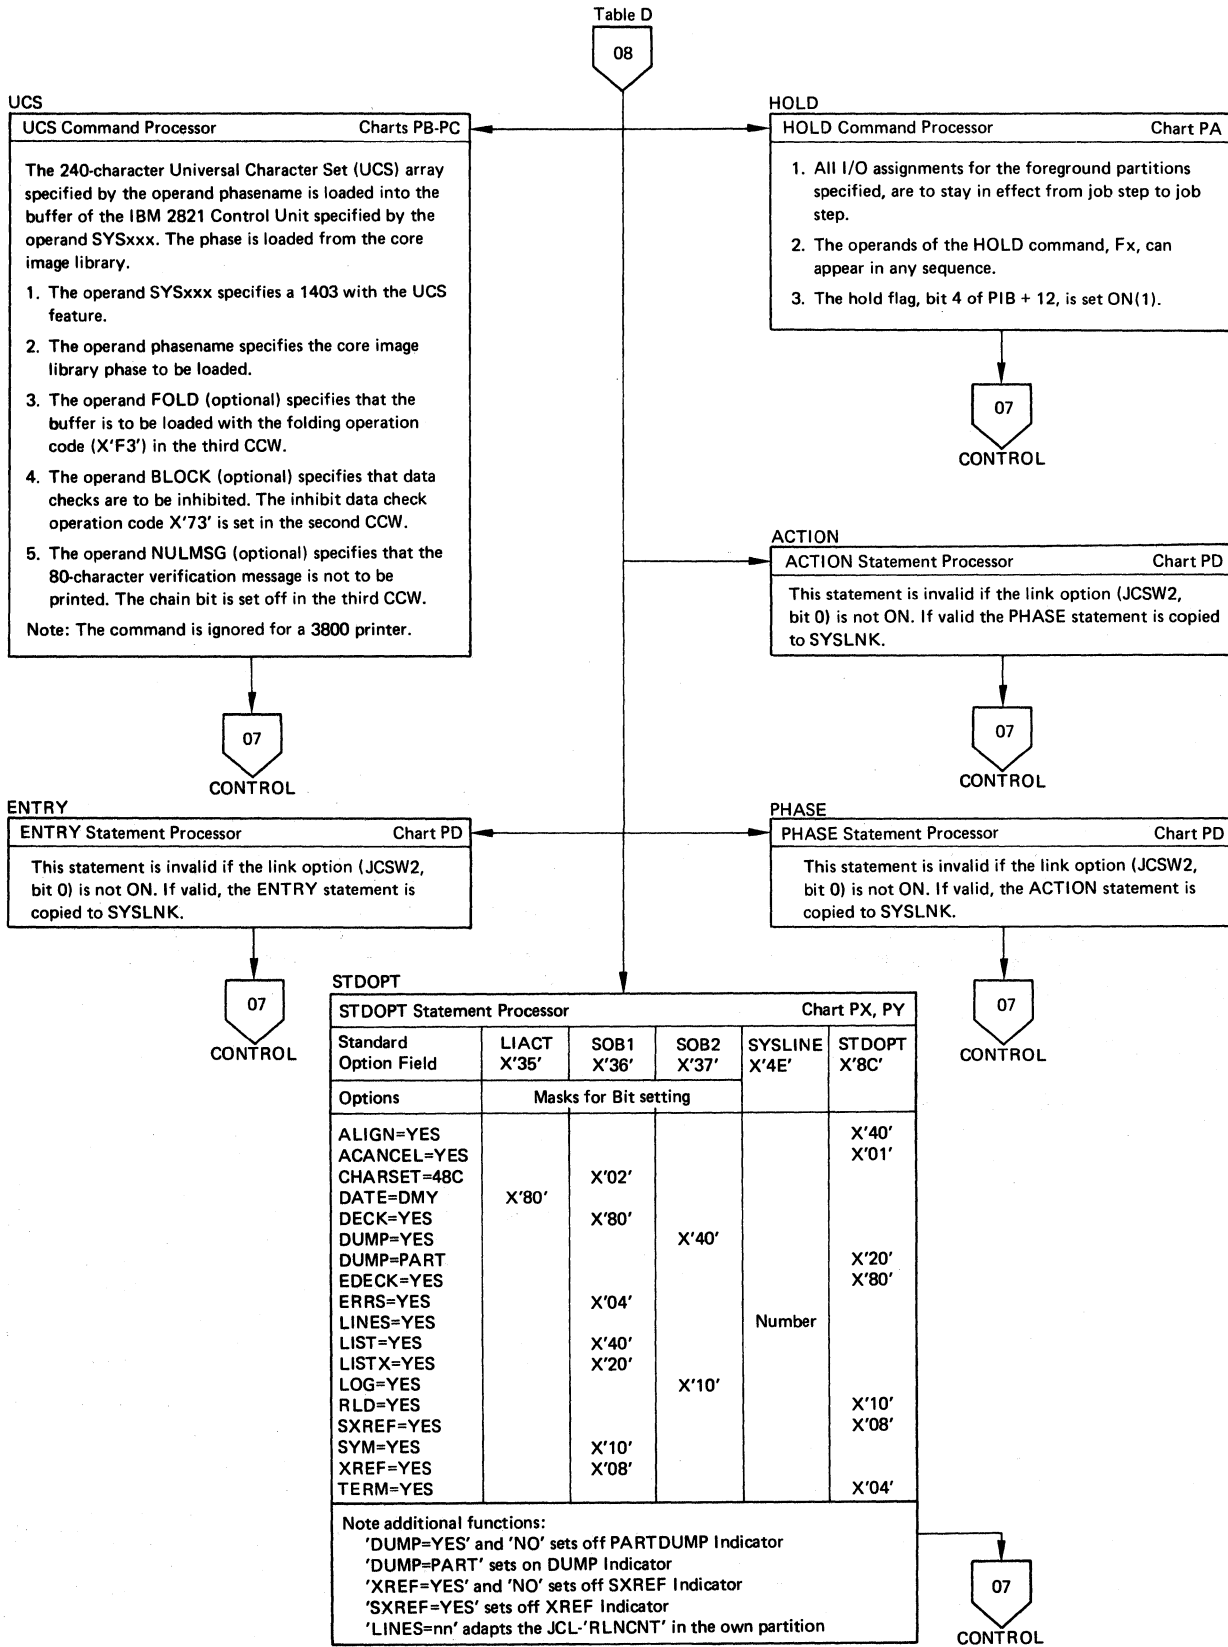 Table D
08
UCS
UCS Command Processor Charts PB-PC
The 240-character Universal Character Set (UCS) array
specified by the operand phasename is loaded into the
buffer of the IBM 2821 Control Unit specified by the
operand SYSxxx. The phase is loaded from the core
image library.
1. The operand SYSxxx specifies a 1403 with the UCS
feature.
2. The operand phasename specifies the core image
library phase to be loaded.
3. The operand FOLD (optional) specifies that the
buffer is to be loaded with the folding operation
code (X'F3') in the third CCW.
4. The operand BLOCK (optional) specifies that data
checks are to be inhibited. The inhibit data check
operation code X'73' is set in the second CCW.
5. The operand NULMSG (optional) specifies that the
80-character verification message is not to be
printed. The chain bit is set off in the third CCW.
Note: The command is ignored for a 3800 printer.
07
CONTROL
HOLD
HOLD Command Processor Chart PA
1. All I/O assignments for the foreground partitions
specified, are to stay in effect from job step to job
step.
2. The operands of the HOLD command, Fx, can
appear in any sequence.
3. The hold flag, bit 4 of PIB + 12, is set ON(1).
07
CONTROL
ACTION
ACTION Statement Processor Chart PD
This statement is invalid if the link option (JCSW2,
bit 0) is not ON. If valid the PHASE statement is copied
to SYSLNK.
07
CONTROL
ENTRY
ENTRY Statement Processor Chart PD
This statement is invalid if the link option (JCSW2,
bit 0) is not ON. If valid, the ENTRY statement is
copied to SYSLNK.
07
CONTROL
PHASE
PHASE Statement Processor Chart PD
This statement is invalid if the link option (JCSW2,
bit 0) is not ON. If valid, the ACTION statement is
copied to SYSLNK.
07
CONTROL
STDOPT
STDOPT Statement Processor Chart PX, PY
Standard LIACT SOB1 SOB2 SYSLINE STDOPT
Option Field X'35' X'36' X'37' X'4E' X'8C'
Options Masks for Bit setting
ALIGN=YES X'40'
ACANCEL=YES X'01'
CHARSET=48C X'02'
DATE=DMY X'80'
DECK=YES X'80'
DUMP=YES X'40'
DUMP=PART X'20'
EDECK=YES X'80'
ERRS=YES X'04'
LINES=YES Number
LIST=YES X'40'
LISTX=YES X'20'
LOG=YES X'10'
RLD=YES X'10'
SXREF=YES X'08'
SYM=YES X'10'
XREF=YES X'08'
TERM=YES X'04'
Note additional functions:
'DUMP=YES' and 'NO' sets off PARTDUMP Indicator
'DUMP=PART' sets on DUMP Indicator
'XREF=YES' and 'NO' sets off SXREF Indicator
'SXREF=YES' sets off XREF Indicator
'LINES=nn' adapts the JCL-'RLNCNT' in the own partition
07
CONTROL